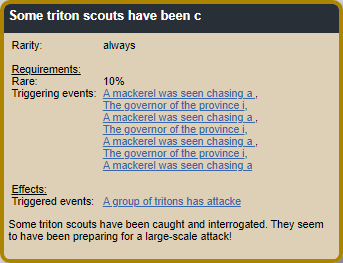 Some triton scouts have been c
Rarity: always
Requirements:
Rare: 10%
Triggering events: A mackerel was seen chasing a ,
The governor of the province i,
A mackerel was seen chasing a ,
The governor of the province i,
A mackerel was seen chasing a ,
The governor of the province i,
A mackerel was seen chasing a
Effects:
Triggered events: A group of tritons has attacke
Some triton scouts have been caught and interrogated. They seem
to have been preparing for a large-scale attack!